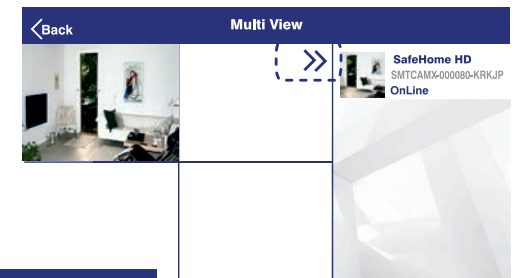 Back
Multi View
SafeHome HD
SMTCAMX-000080-KRKJP
OnLine